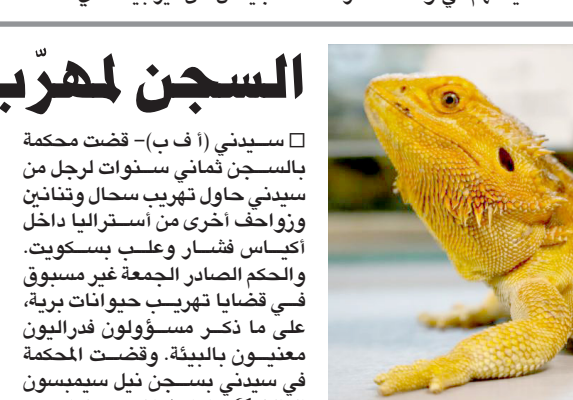 السجن لمهرّب
□ سيدني (أ ف ب)– قضت محكمة
بالسجن ثماني سنوات لرجل من
سيدني حاول تهريب سحال وتنانين
وزواحف أخرى من أستراليا داخل
أكياس فشار وعلب بسكويت.
والحكم الصادر الجمعة غير مسبوق
في قضايا تهريب حيوانات برية،
على ما ذكر مسؤولون فدراليون
معنيون بالبيئة. وقضت المحكمة
في سيدني بسجن نيل سيمبسون